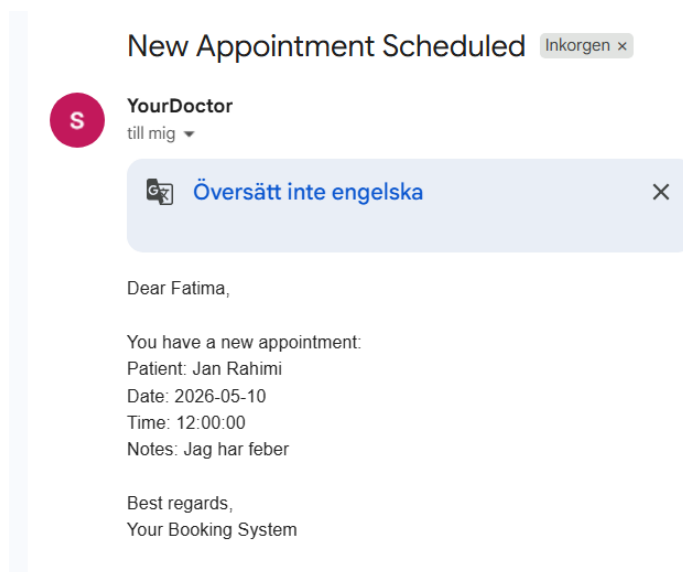 New Appointment Scheduled Inkorgen ×
S
YourDoctor
till mig
Översätt inte engelska
Dear Fatima,
You have a new appointment:
Patient: Jan Rahimi
Date: 2026-05-10
Time: 12:00:00
Notes: Jag har feber
Best regards,
Your Booking System